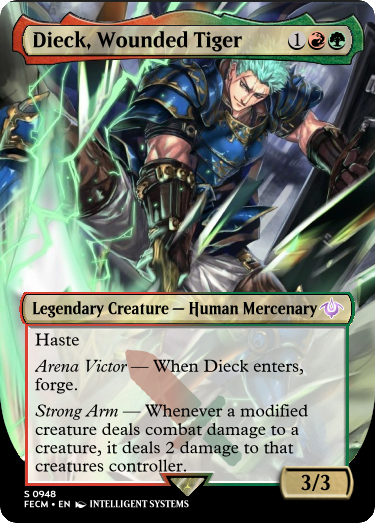 Dieck, Wounded Tiger 1
Legendary Creature — Human Mercenary
Haste
Arena Victor — When Dieck enters,
forge.
Strong Arm — Whenever a modified
creature deals combat damage to a
creature, it deals 2 damage to that
creatures controller.
3/3
S 0948
FECM • EN INTELLIGENT SYSTEMS